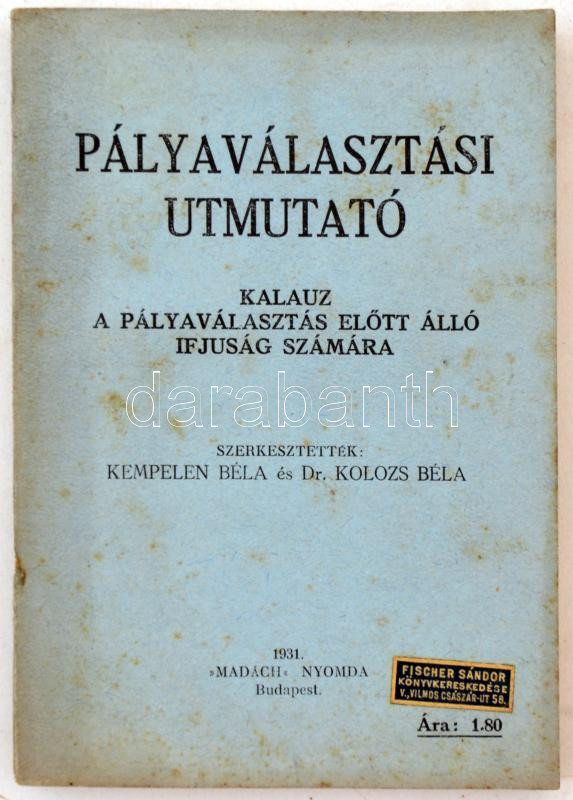 PÁLYAVÁLASZTÁSI
UTMUTATÓ
KALAUZ
A PÁLYAVÁLASZTÁS ELŐTT ÁLLÓ
IFJUSÁG SZÁMÁRA
darabanth
SZERKESZTETTÉK:
KEMPELEN BÉLA és Dr. KOLOZS BÉLA
1931.
»MADÁCH« NYOMDA
Budapest.
FISCHER SÁNDOR
KÖNYVKERESKEDÉSE
V., VILMOS CSÁSZÁR-UT 58.
Ára: 1.80